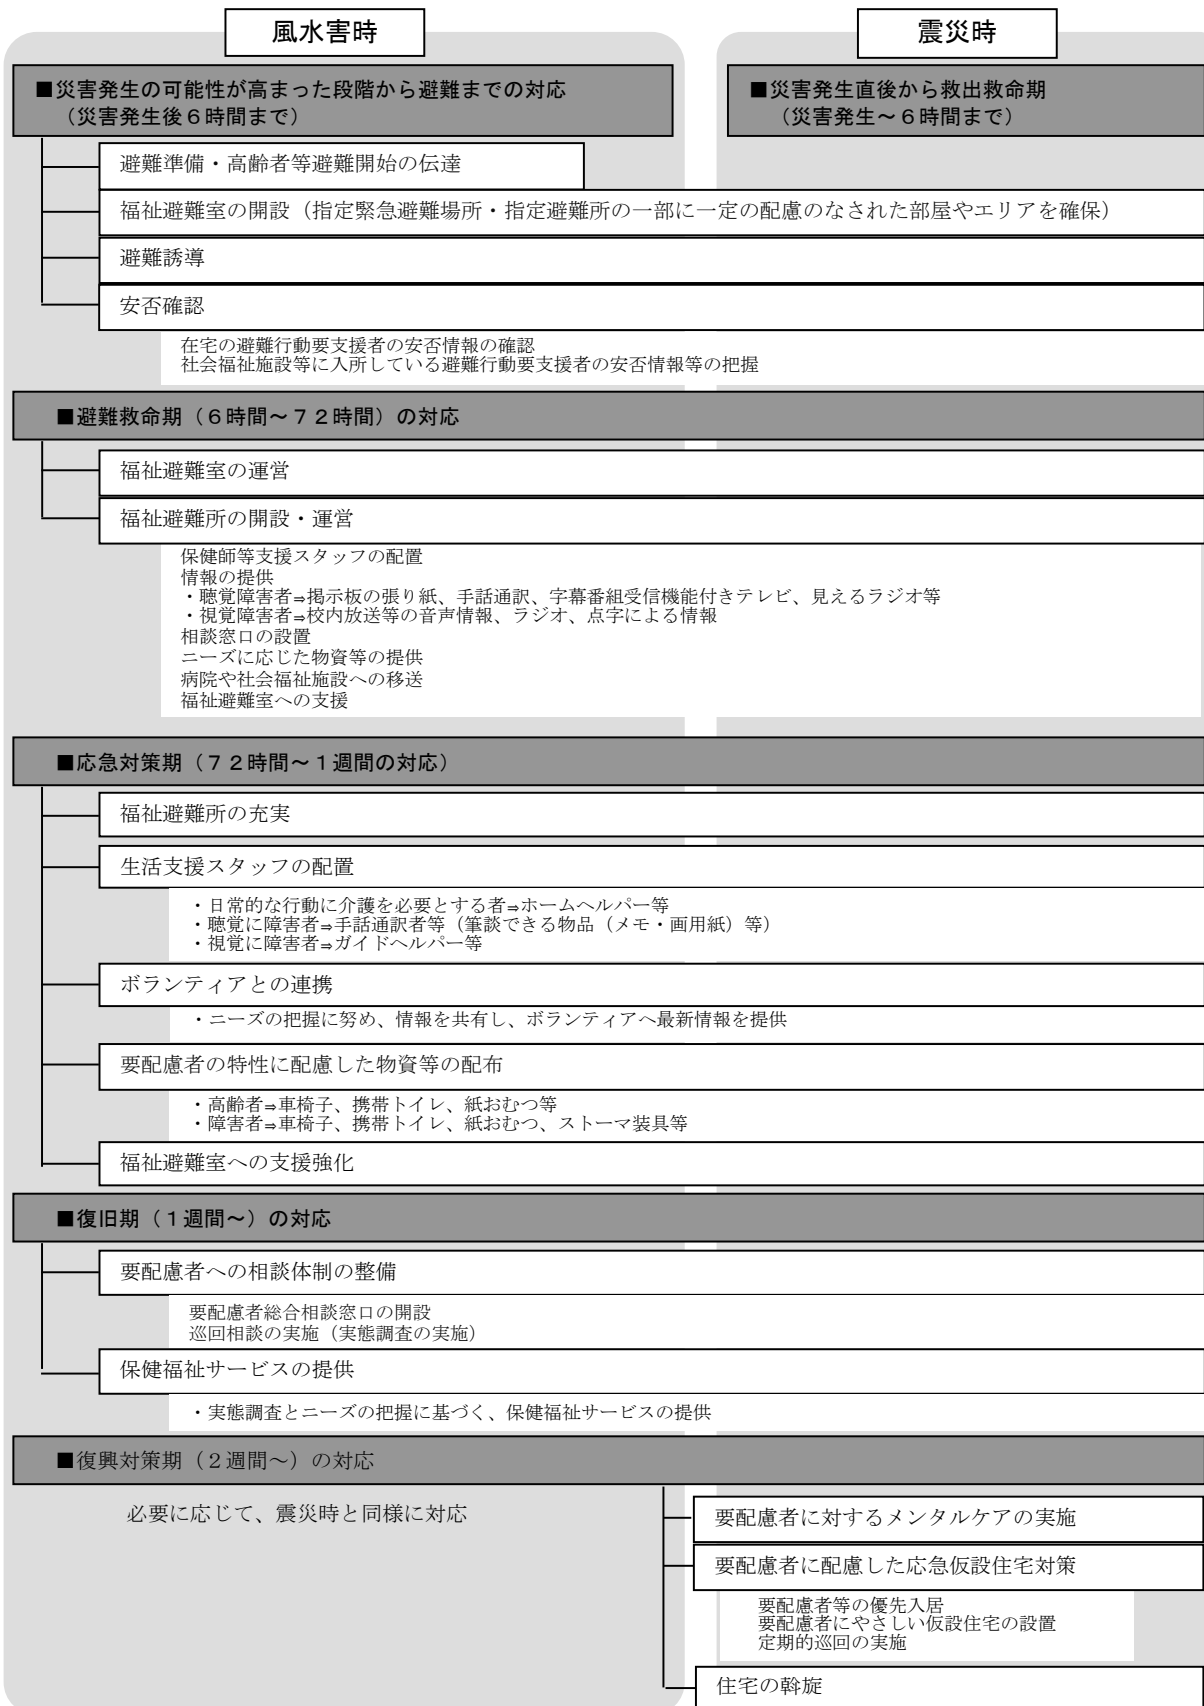 風水害時
震災時
■災害発生の可能性が高まった段階から避難までの対応
（災害発生後６時間まで）
■災害発生直後から救出救命期
（災害発生～６時間まで）
避難準備・高齢者等避難開始の伝達
福祉避難室の開設（指定緊急避難場所・指定避難所の一部に一定の配慮のなされた部屋やエリアを確保）
避難誘導
安否確認
在宅の避難行動要支援者の安否情報の確認
社会福祉施設等に入所している避難行動要支援者の安否情報等の把握
■避難救命期（６時間～７２時間）の対応
福祉避難室の運営
福祉避難所の開設・運営
保健師等支援スタッフの配置
情報の提供
・聴覚障害者⇒掲示板の張り紙、手話通訳、字幕番組受信機能付きテレビ、見えるラジオ等
・視覚障害者⇒校内放送等の音声情報、ラジオ、点字による情報
相談窓口の設置
ニーズに応じた物資等の提供
病院や社会福祉施設への移送
福祉避難室への支援
■応急対策期（７２時間～１週間の対応）
福祉避難所の充実
生活支援スタッフの配置
・日常的な行動に介護を必要とする者⇒ホームヘルパー等
・聴覚に障害者⇒手話通訳者等（筆談できる物品（メモ・画用紙）等）
・視覚に障害者⇒ガイドヘルパー等
ボランティアとの連携
・ニーズの把握に努め、情報を共有し、ボランティアへ最新情報を提供
要配慮者の特性に配慮した物資等の配布
・高齢者⇒車椅子、携帯トイレ、紙おむつ等
・障害者⇒車椅子、携帯トイレ、紙おむつ、ストーマ装具等
福祉避難室への支援強化
■復旧期（１週間～）の対応
要配慮者への相談体制の整備
要配慮者総合相談窓口の開設
巡回相談の実施（実態調査の実施）
保健福祉サービスの提供
・実態調査とニーズの把握に基づく、保健福祉サービスの提供
■復興対策期（２週間～）の対応
必要に応じて、震災時と同様に対応
要配慮者に対するメンタルケアの実施
要配慮者に配慮した応急仮設住宅対策
要配慮者等の優先入居
要配慮者にやさしい仮設住宅の設置
定期的巡回の実施
住宅の斡旋